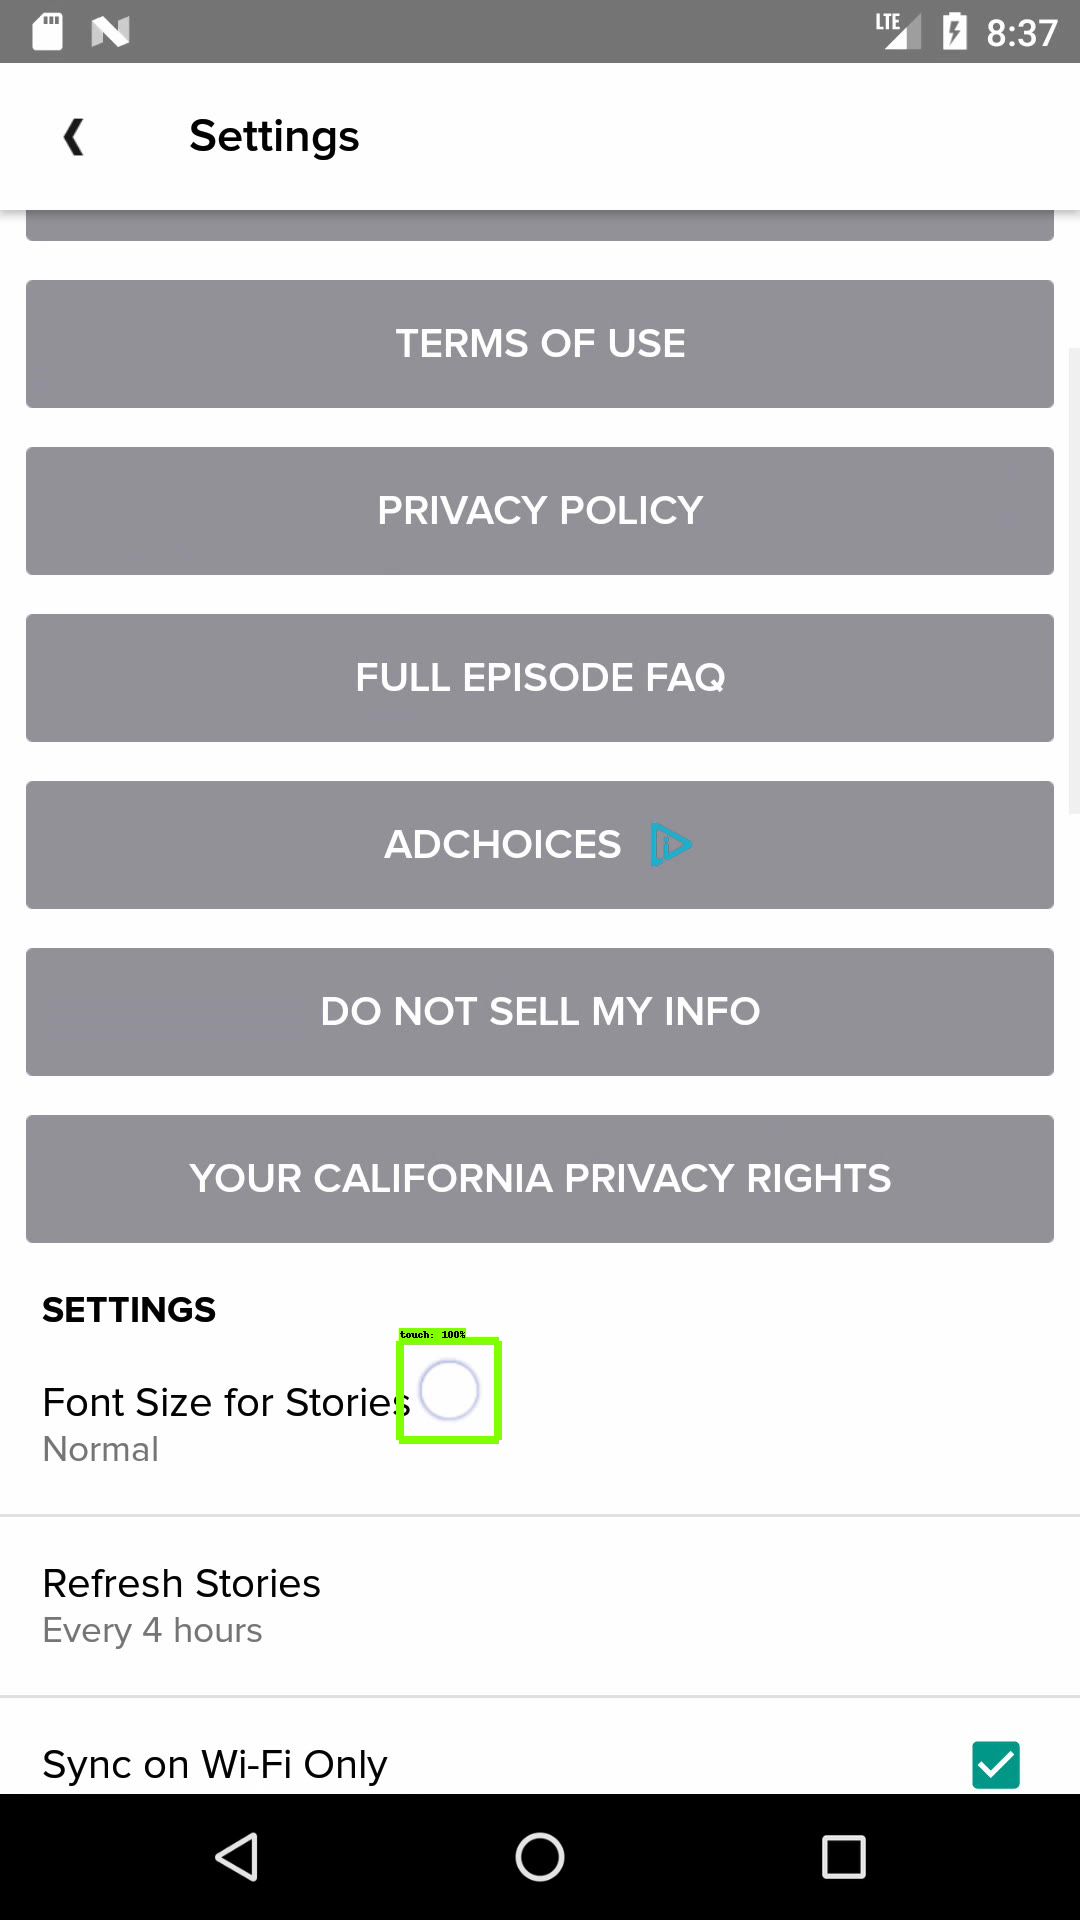 LTE 8:37
Settings
TERMS OF USE
PRIVACY POLICY
FULL EPISODE FAQ
ADCHOICES
DO NOT SELL MY INFO
YOUR CALIFORNIA PRIVACY RIGHTS
SETTINGS
touch: 100%
Font Size for Stories
Normal
Refresh Stories
Every 4 hours
Sync on Wi-Fi Only